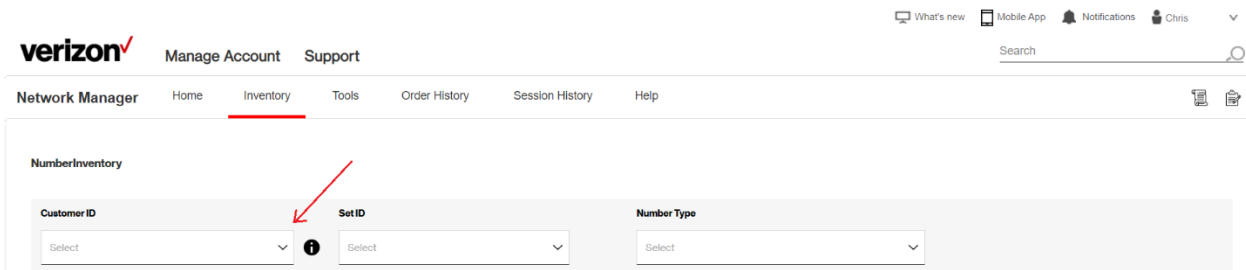 What's new Mobile App Notifications Chris
verizon Manage Account Support Search
Network Manager Home Inventory Tools Order History Session History Help
NumberInventory
Customer ID Set ID Number Type
Select Select Select